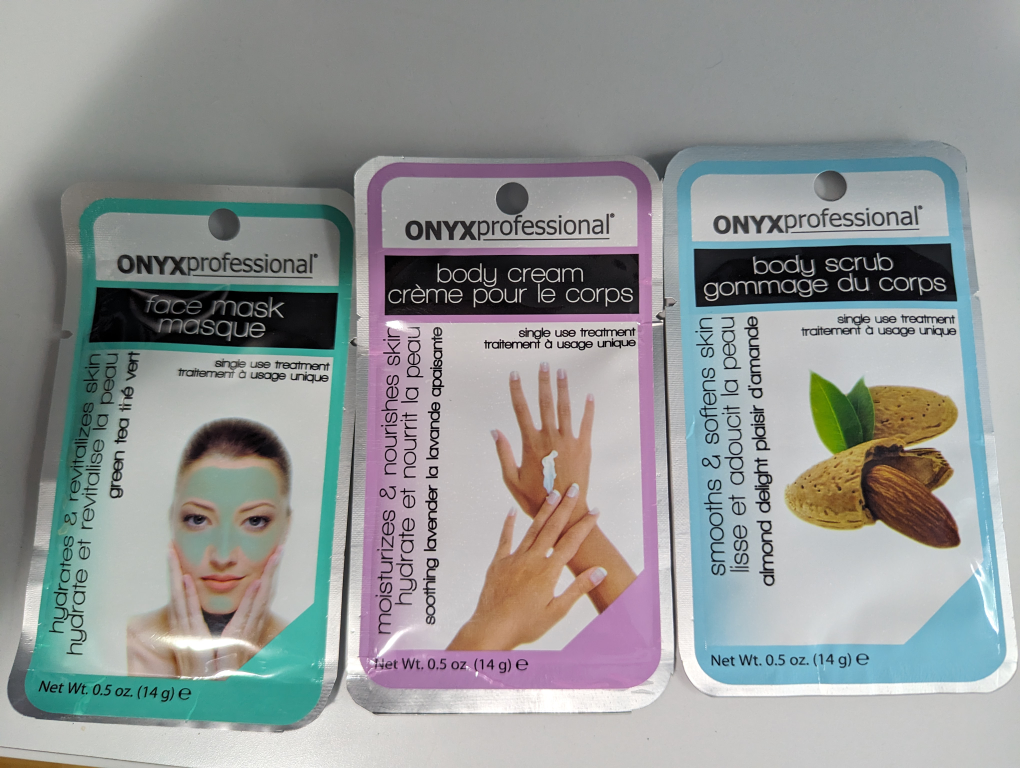 ONYXprofessional®
face mask
masque
single use treatment
traitement à usage unique
hydrates & revitalizes skin
hydrate et revitalise la peau
green tea thé vert
Net Wt. 0.5 oz. (14 g) ℮
ONYXprofessional®
body cream
crème pour le corps
single use treatment
traitement à usage unique
moisturizes & nourishes skin
hydrate et nourrit la peau
soothing lavender la lavande apaisante
Net Wt. 0.5 oz. (14 g) ℮
ONYXprofessional®
body scrub
gommage du corps
single use treatment
traitement à usage unique
smooths & softens skin
lisse et adoucit la peau
almond delight plaisir d'amande
Net Wt. 0.5 oz. (14 g) ℮